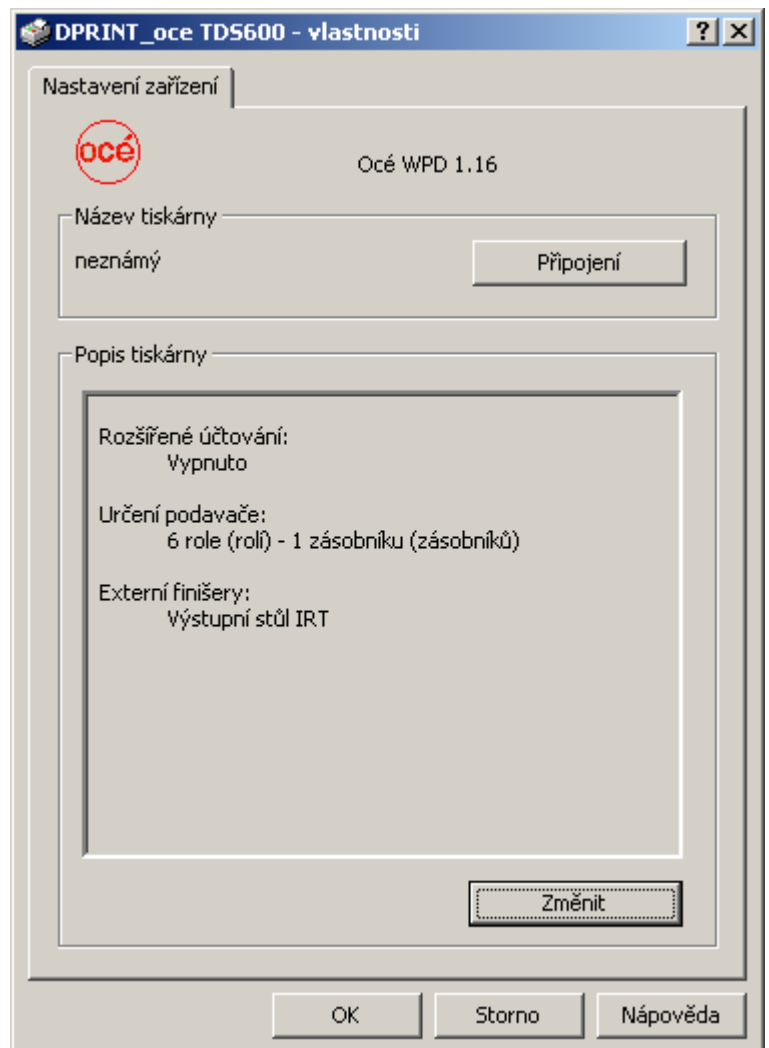 DPRINT_oce TDS600 - vlastnosti
Nastavení zařízení
océ
Océ WPD 1.16
Název tiskárny
neznámý
Připojení
Popis tiskárny
Rozšířené účtování:
Vypnuto
Určení podavače:
6 role (rolí) - 1 zásobníku (zásobníků)
Externí finišery:
Výstupní stůl IRT
Změnit
OK
Storno
Nápověda